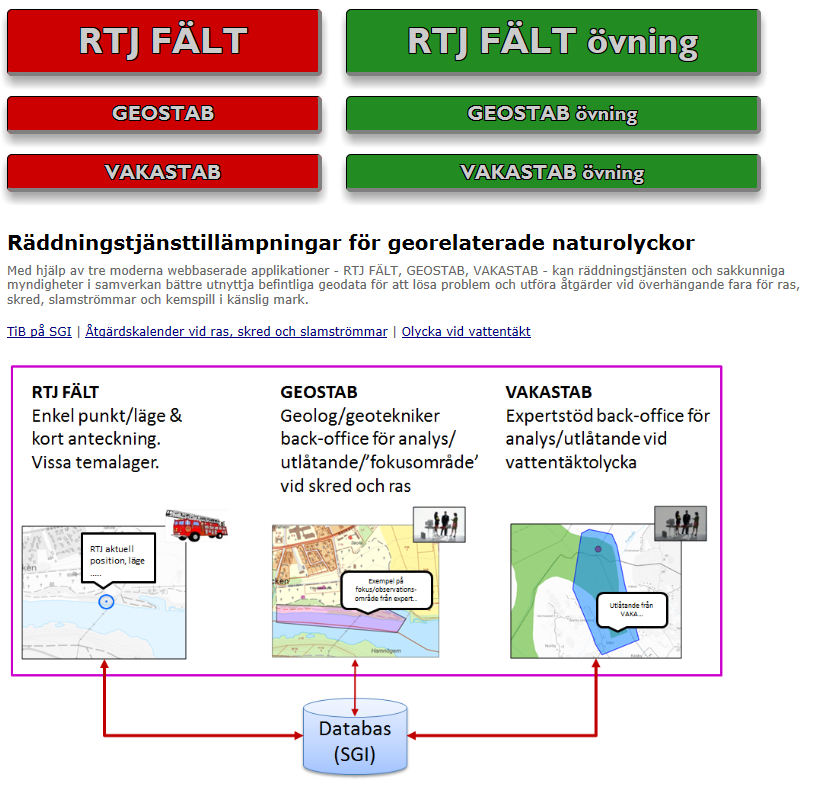 RTJ FÄLT
RTJ FÄLT övning
GEOSTAB
GEOSTAB övning
VAKASTAB
VAKASTAB övning
Räddningstjänsttillämpningar för georelaterade naturolyckor
Med hjälp av tre moderna webbaserade applikationer - RTJ FÄLT, GEOSTAB, VAKASTAB - kan räddningstjänsten och sakkunniga
myndigheter i samverkan bättre utnyttja befintliga geodata för att lösa problem och utföra åtgärder vid överhängande fara för ras,
skred, slamströmmar och kemspill i känslig mark.
TiB på SGI | Åtgärdskalender vid ras, skred och slamströmmar | Olycka vid vattentäkt
RTJ FÄLT
Enkel punkt/läge &
kort anteckning.
Vissa temalager.
GEOSTAB
Geolog/geotekniker
back-office för analys/
utlåtande/’fokusområde’
vid skred och ras
VAKASTAB
Expertstöd back-office för
analys/utlåtande vid
vattentäktolycka
RTJ aktuell
position, läge
.....
Exempel på
fokus/observations-
område från expert...
Hamnvägen
Utlåtande från
VAKA...
Databas
(SGI)